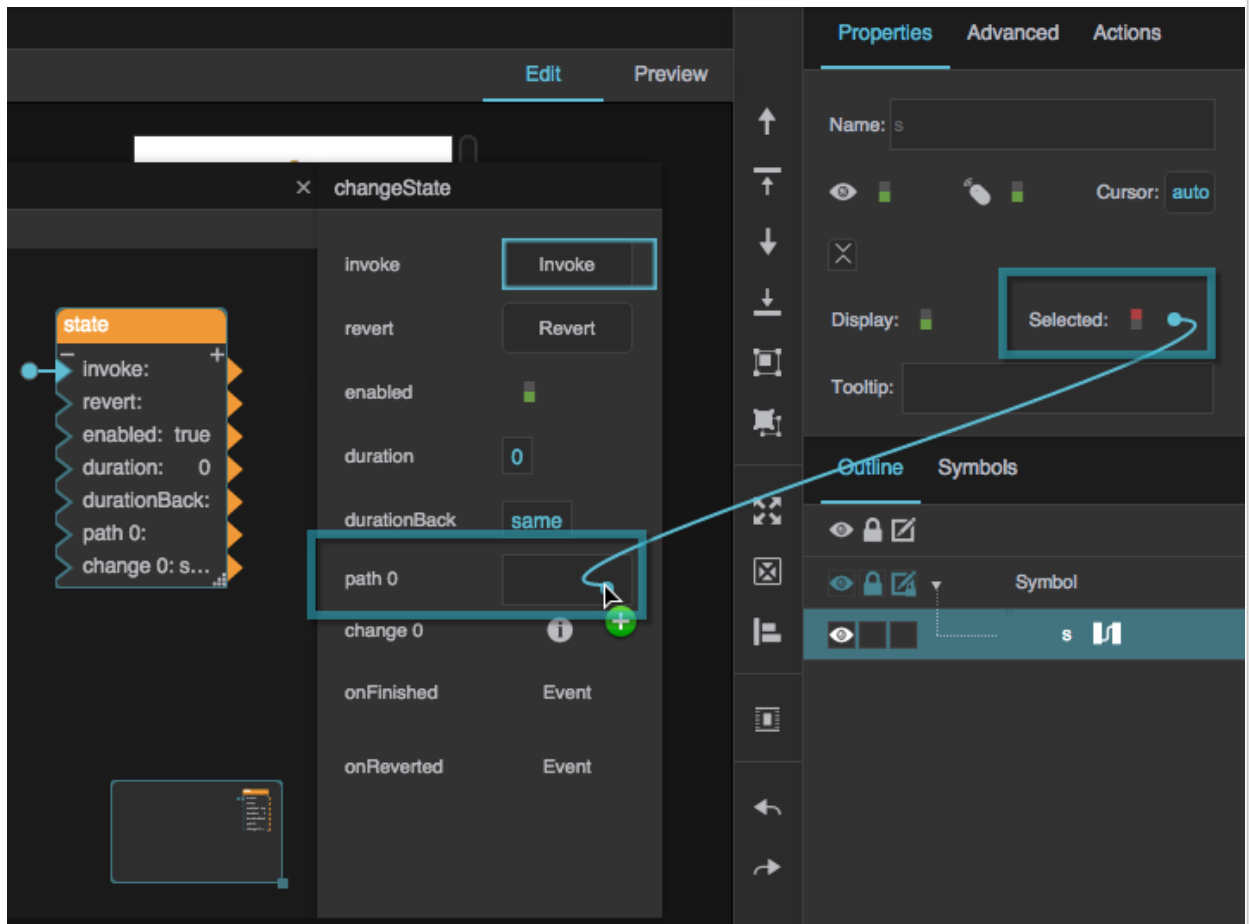 Properties Advanced Actions
Edit Preview
Name: s
Cursor: auto
× changeState
invoke Invoke
revert Revert
enabled
duration 0
durationBack same
path 0
change 0 i
onFinished Event
onReverted Event
state
− +
invoke:
revert:
enabled: true
duration: 0
durationBack:
path 0:
change 0: s...
Display: Selected:
Tooltip:
Outline Symbols
Symbol
s